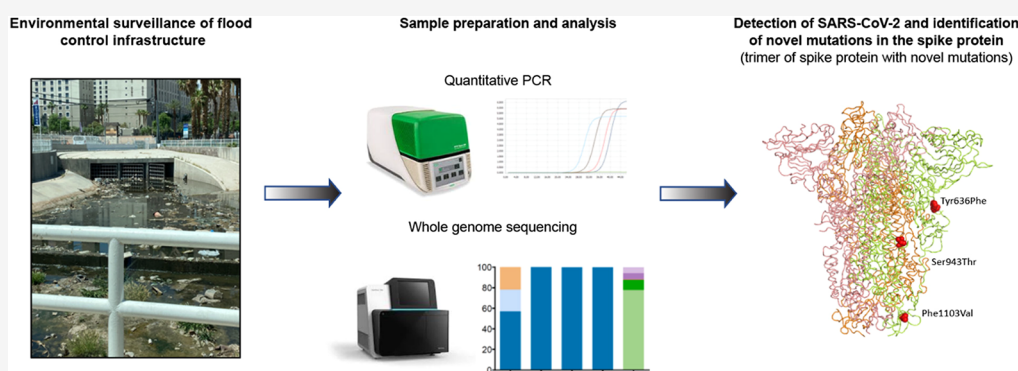 Environmental surveillance of flood
control infrastructure
Sample preparation and analysis
Quantitative PCR
Whole genome sequencing
100
80
60
40
20
0
Detection of SARS-CoV-2 and identification
of novel mutations in the spike protein
(trimer of spike protein with novel mutations)
Tyr636Phe
Ser943Thr
Phe1103Val